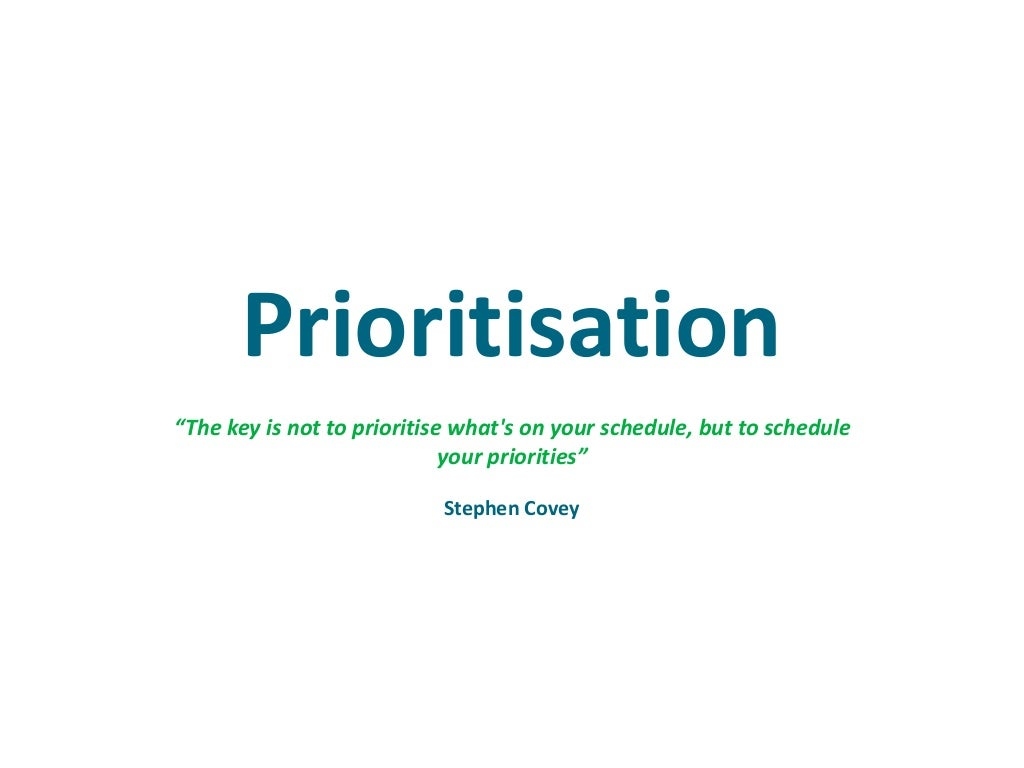 Prioritisation
“The key is not to prioritise what's on your schedule, but to schedule
your priorities”
Stephen Covey